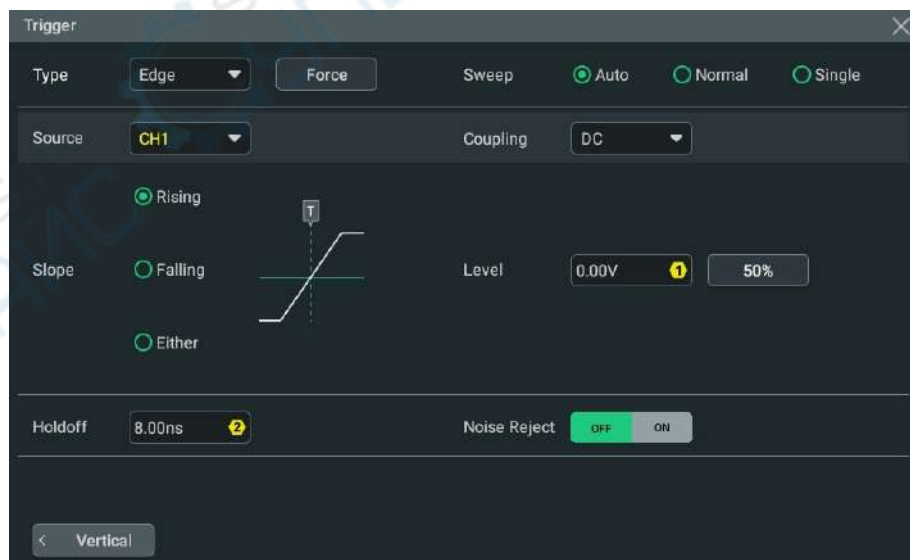 Trigger
Type Edge Force Sweep Auto Normal Single
Source CH1 Coupling DC
Rising
T
Slope Falling Level 0.00V 1 50%
Either
Holdoff 8.00ns 2 Noise Reject OFF ON
< Vertical